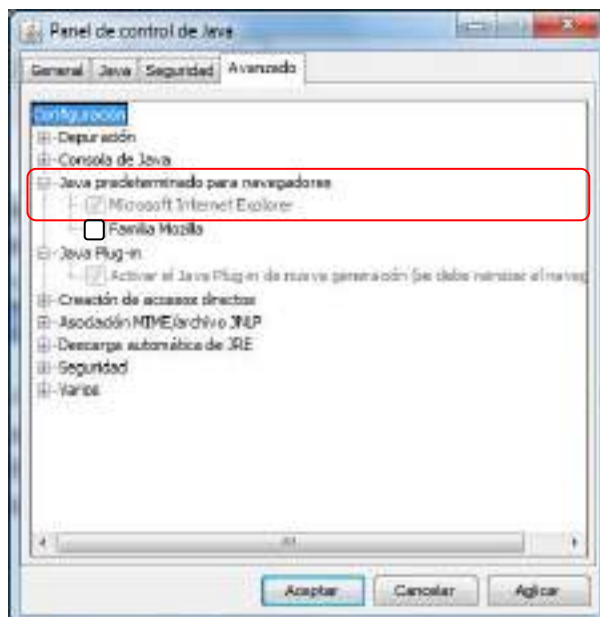 Panel de control de Java
General Java Seguridad Avanzado
Configuración
Depuración
Consola de Java
Java predeterminado para navegadores
Microsoft Internet Explorer
Familia Mozilla
Java Plug-in
Activar el Java Plug-in de nueva generación (se debe reiniciar el naveg
Creación de accesos directos
Asociación MIME/archivo JNLP
Descarga automática de JRE
Seguridad
Varios
Aceptar Cancelar Aplicar